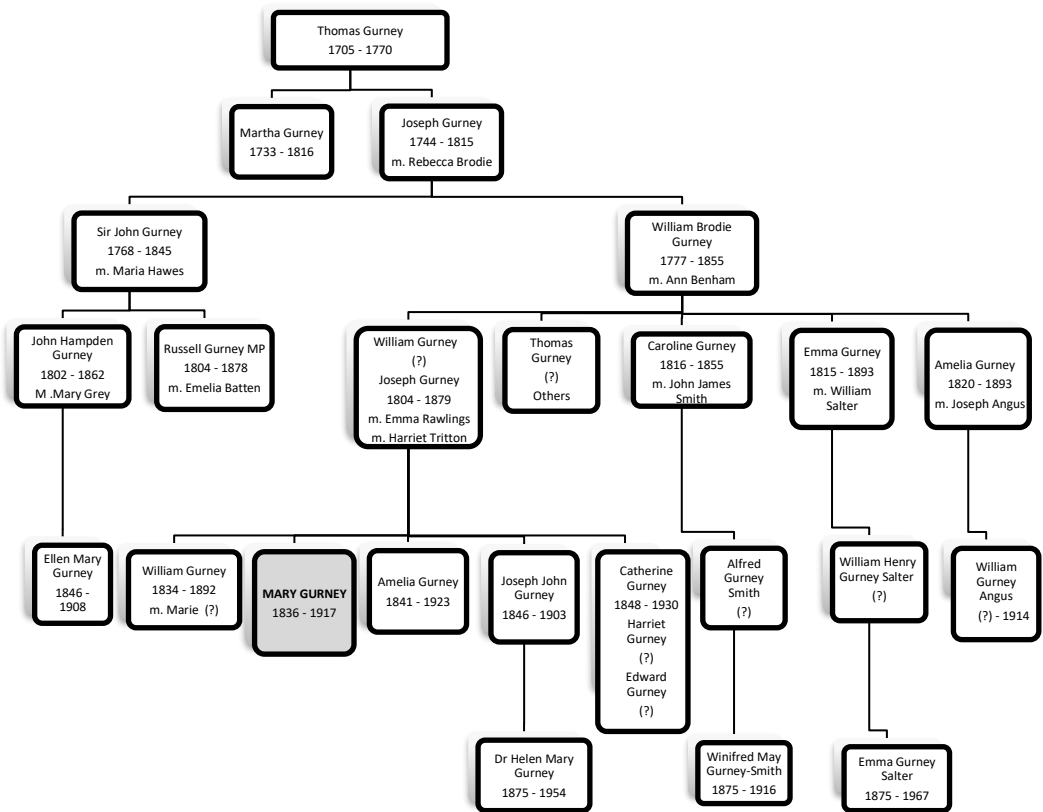 Thomas Gurney
1705 - 1770
Martha Gurney
1733 - 1816
Joseph Gurney
1744 - 1815
m. Rebecca Brodie
Sir John Gurney
1768 - 1845
m. Maria Hawes
William Brodie
Gurney
1777 - 1855
m. Ann Benham
John Hampden
Gurney
1802 - 1862
M .Mary Grey
Russell Gurney MP
1804 - 1878
m. Emelia Batten
William Gurney
(?)
Joseph Gurney
1804 - 1879
m. Emma Rawlings
m. Harriet Tritton
Thomas
Gurney
(?)
Others
Caroline Gurney
1816 - 1855
m. John James
Smith
Emma Gurney
1815 - 1893
m. William
Salter
Amelia Gurney
1820 - 1893
m. Joseph Angus
Ellen Mary
Gurney
1846 -
1908
William Gurney
1834 - 1892
m. Marie (?)
MARY GURNEY
1836 - 1917
Amelia Gurney
1841 - 1923
Joseph John
Gurney
1846 - 1903
Catherine
Gurney
1848 - 1930
Harriet
Gurney
(?)
Edward
Gurney
(?)
Alfred
Gurney
Smith
(?)
William Henry
Gurney Salter
(?)
William
Gurney
Angus
(?) - 1914
Dr Helen Mary
Gurney
1875 - 1954
Winifred May
Gurney-Smith
1875 - 1916
Emma Gurney
Salter
1875 - 1967